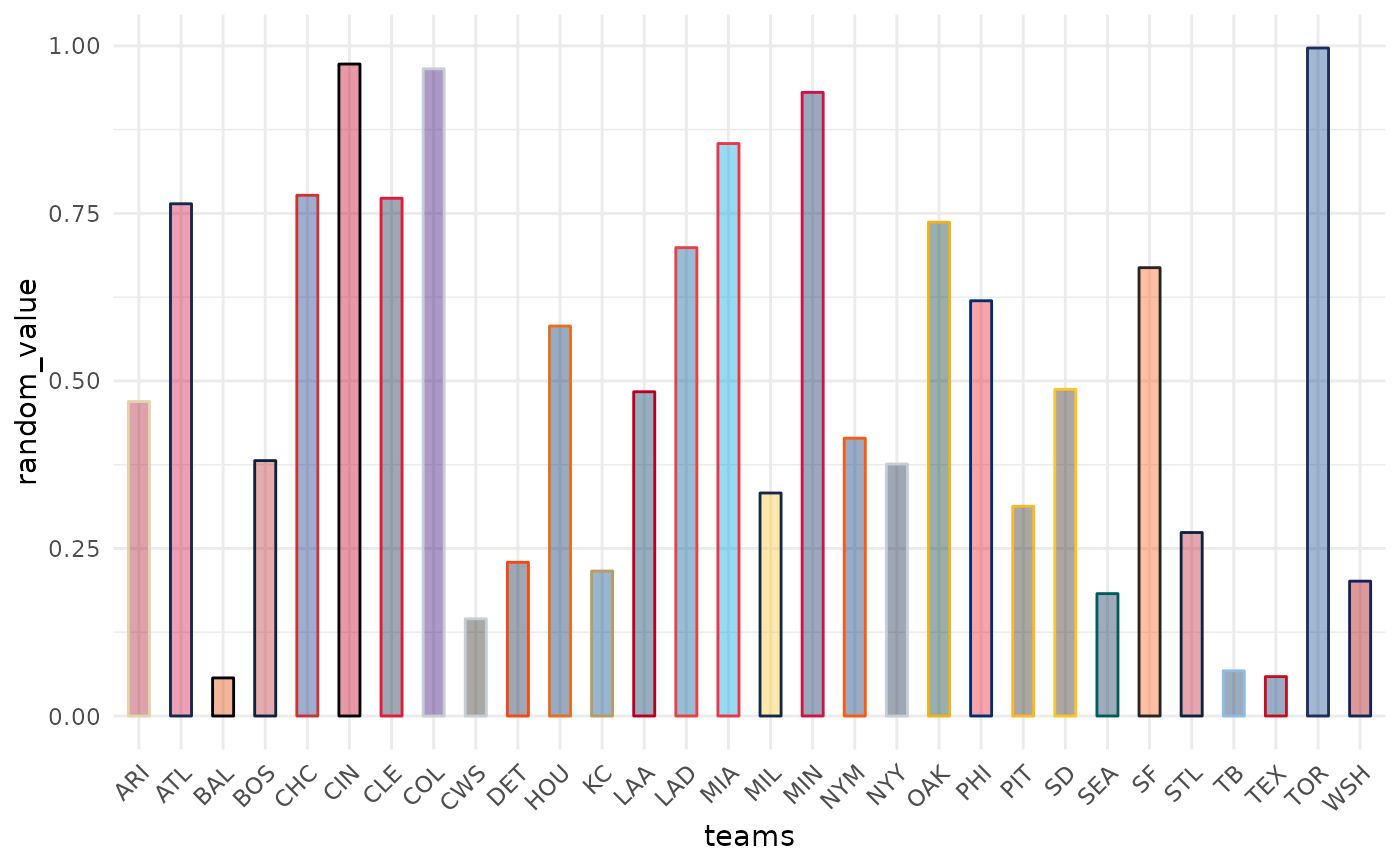 1.00
0.75
0.50
0.25
0.00
random_value
ARI ATL BAL BOS CHC CIN CLE COL CWS DET HOU KC LAA LAD MIA MIL MIN NYM NYY OAK PHI PIT SD SEA SF STL TB TEX TOR WSH
teams